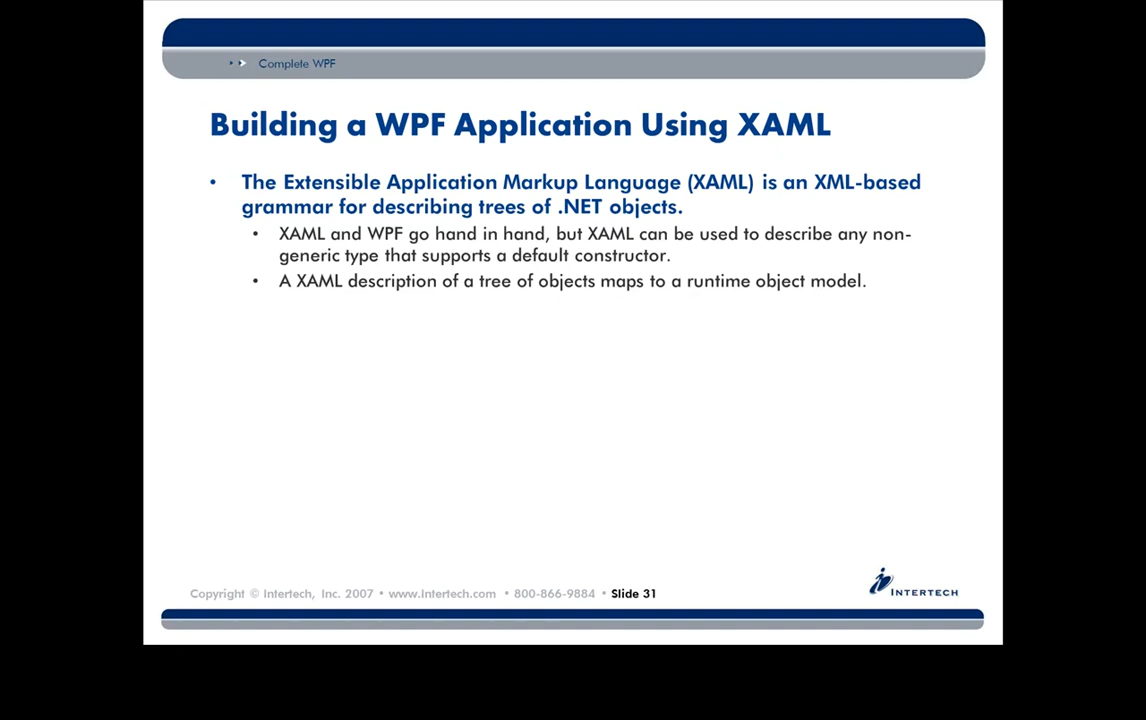 Complete WPF
Building a WPF Application Using XAML
• The Extensible Application Markup Language (XAML) is an XML-based
grammar for describing trees of .NET objects.
• XAML and WPF go hand in hand, but XAML can be used to describe any non-
generic type that supports a default constructor.
• A XAML description of a tree of objects maps to a runtime object model.
Copyright © Intertech, Inc. 2007 • www.Intertech.com • 800-866-9884 • Slide 31
INTERTECH